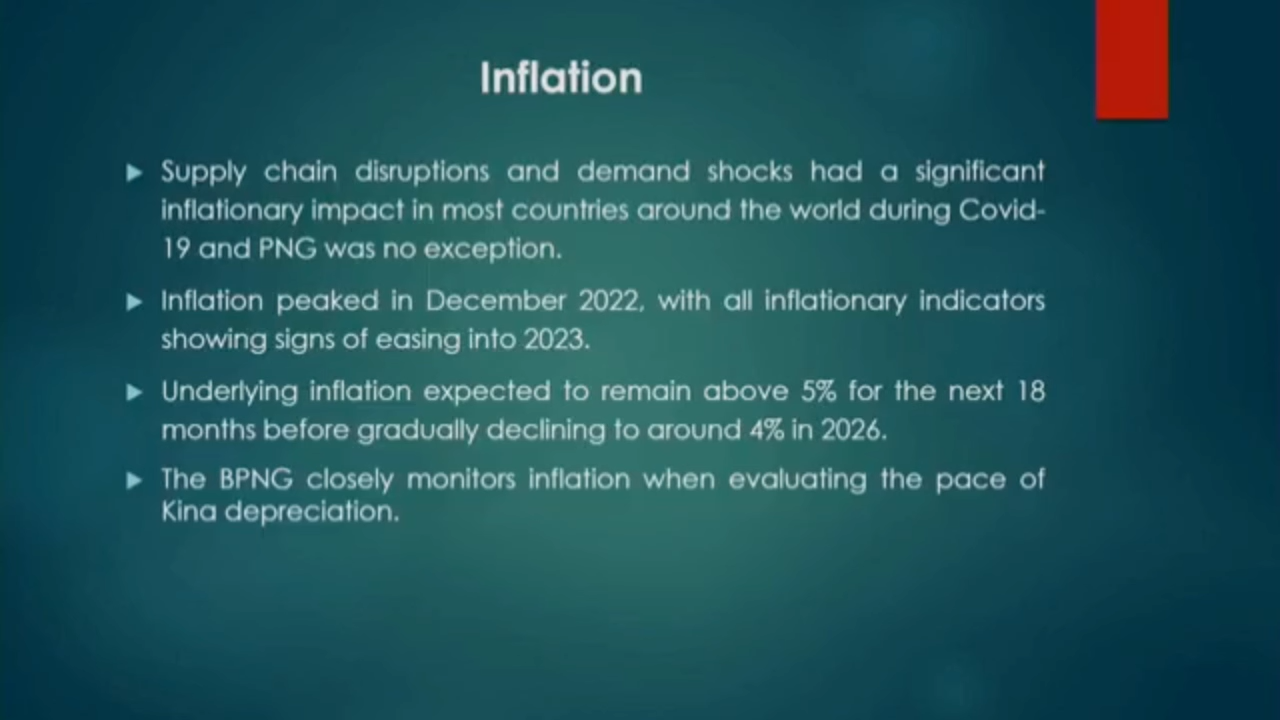 Inflation
Supply chain disruptions and demand shocks had a significant
inflationary impact in most countries around the world during Covid-
19 and PNG was no exception.
Inflation peaked in December 2022, with all inflationary indicators
showing signs of easing into 2023.
Underlying inflation expected to remain above 5% for the next 18
months before gradually declining to around 4% in 2026.
The BPNG closely monitors inflation when evaluating the pace of
Kina depreciation.